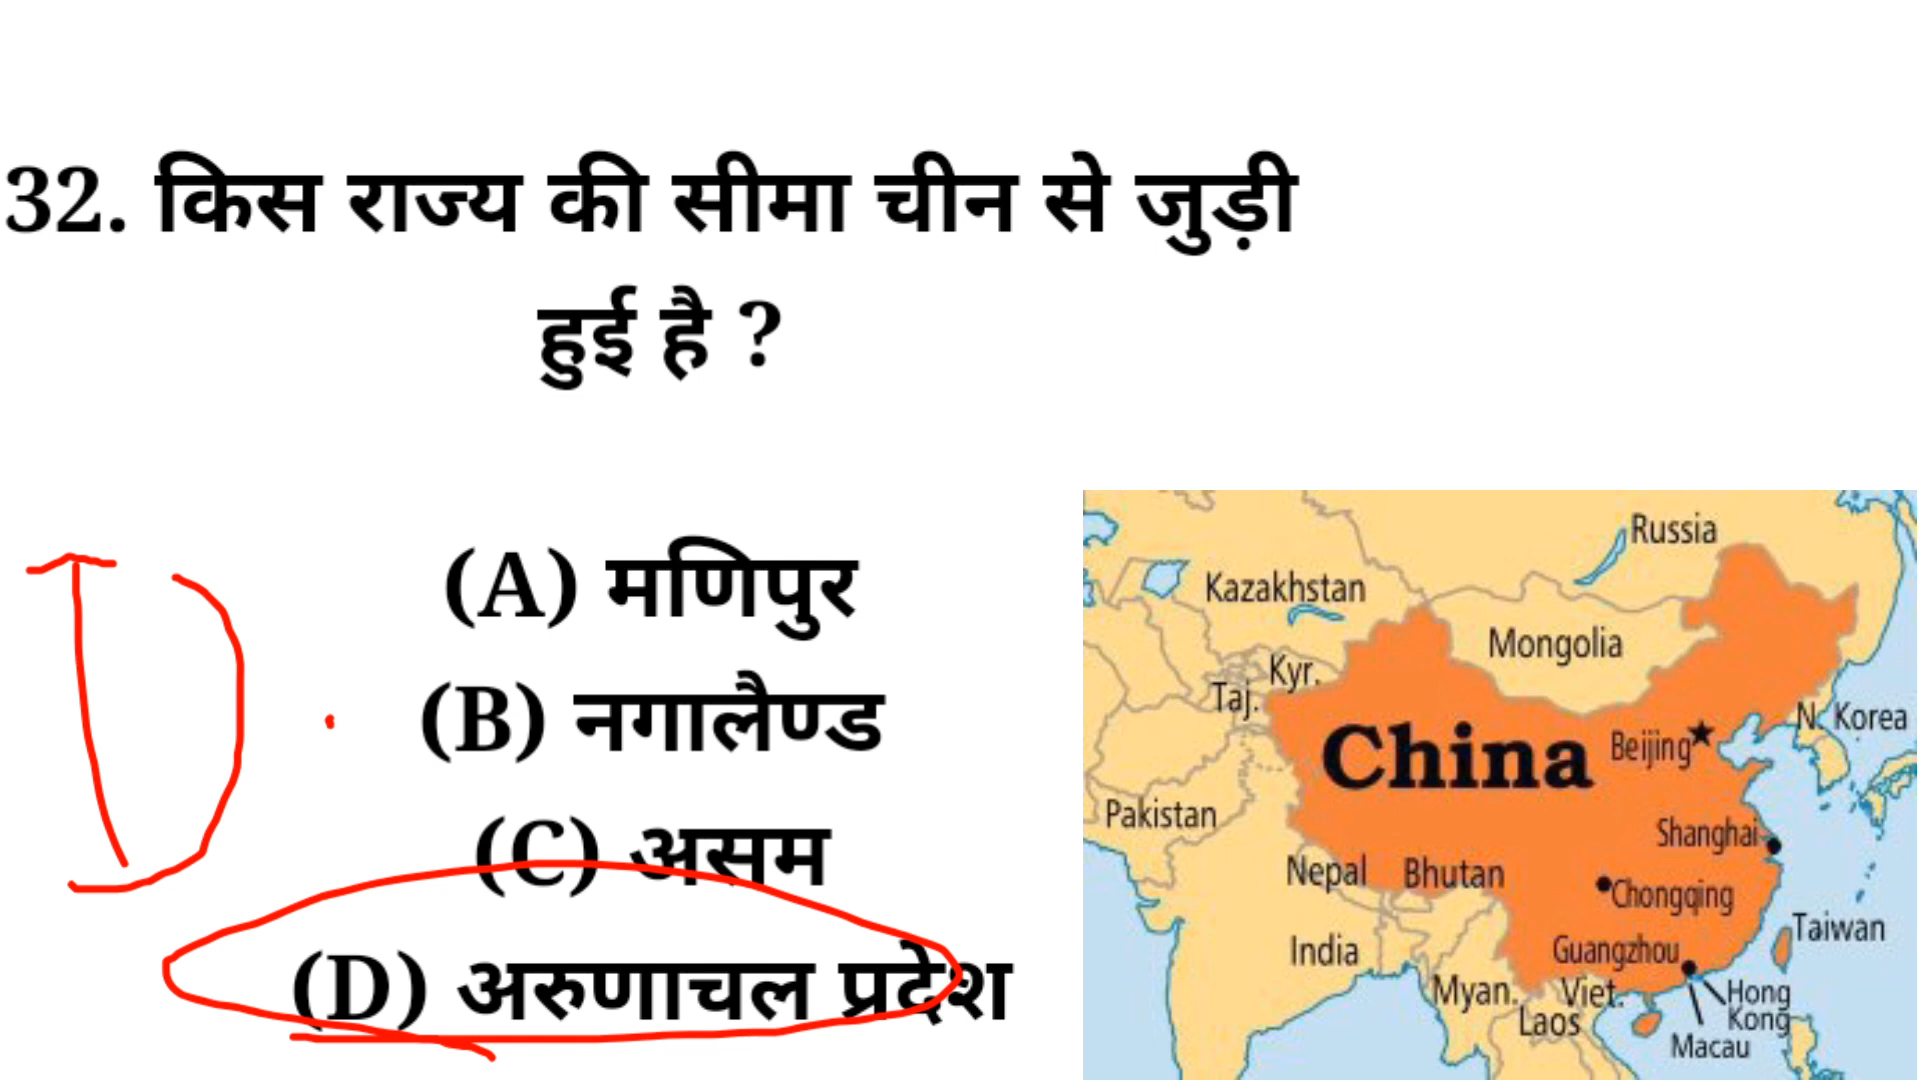 32. किस राज्य की सीमा चीन से जुड़ी
हुई है ?
(A) मणिपुर
(B) नगालैण्ड
(C) असम
(D) अरुणाचल प्रदेश
D
Russia
Kazakhstan
Mongolia
Kyr.
Taj.
N. Korea
China
Beijing
Pakistan
Shanghai
Nepal
Bhutan
Chongqing
Taiwan
India
Guangzhou
Myan.
Viet.
Hong
Kong
Laos
Macau